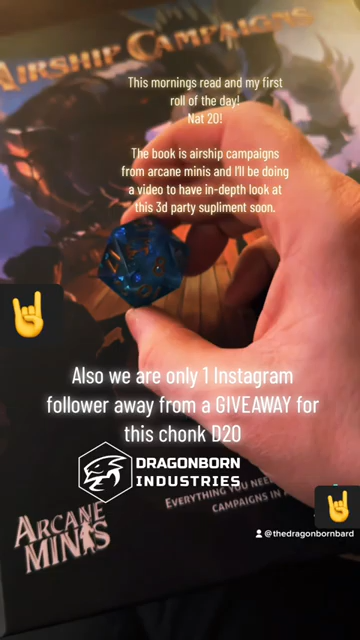 AIRSHIP CAMPAIGNS
This mornings read and my first
roll of the day!
Nat 20!
The book is airship campaigns
from arcane minis and I'll be doing
a video to have in-depth look at
this 3d party supliment soon.
Also we are only 1 Instagram
follower away from a GIVEAWAY for
this chonk D20
DRAGONBORN
INDUSTRIES
EVERYTHING YOU NEE
CAMPAIGNS IN
ARCANE
MINIS
@thedragonbornbard